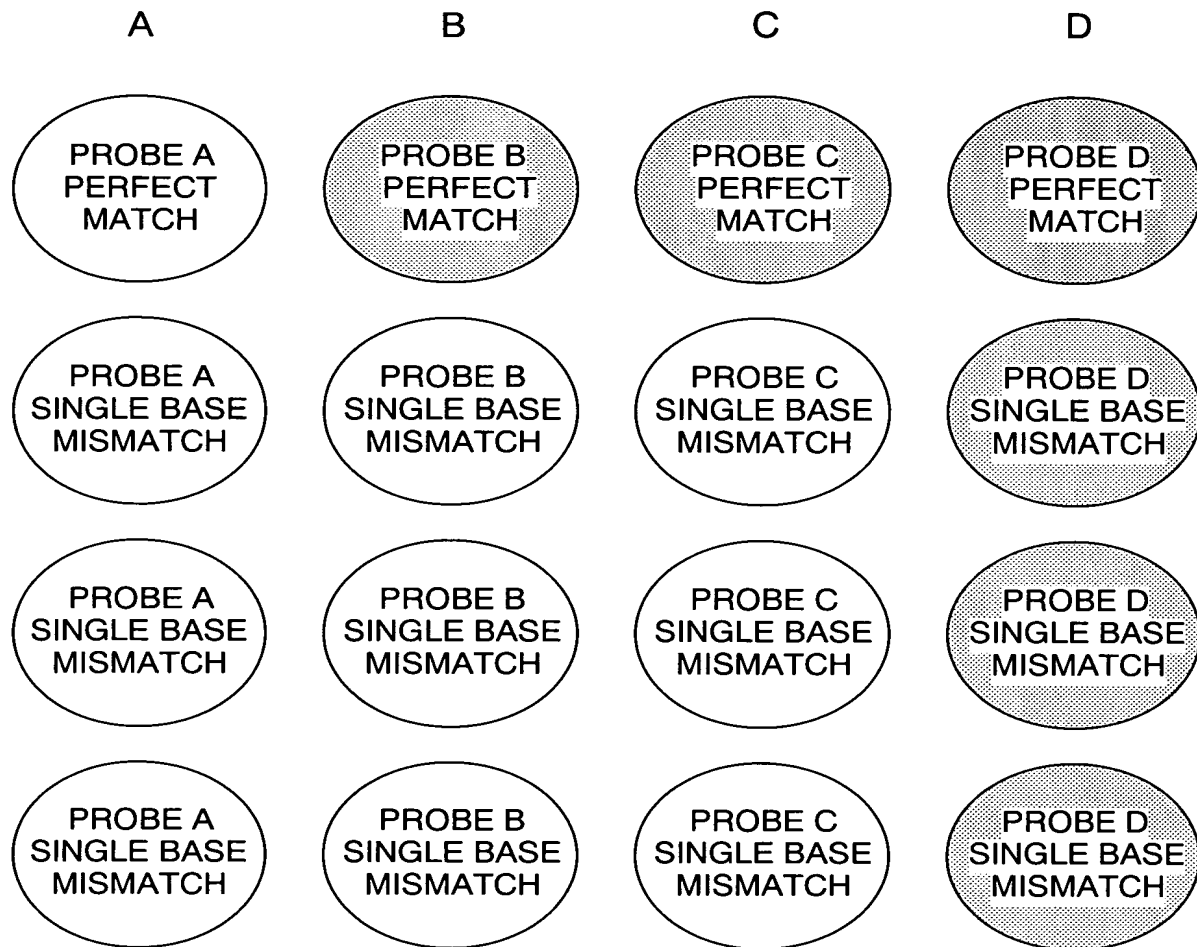 A B C D
PROBE A PROBE B PROBE C PROBE D
PERFECT PERFECT PERFECT PERFECT
MATCH MATCH MATCH MATCH
PROBE A PROBE B PROBE C PROBE D
SINGLE BASE SINGLE BASE SINGLE BASE SINGLE BASE
MISMATCH MISMATCH MISMATCH MISMATCH
PROBE A PROBE B PROBE C PROBE D
SINGLE BASE SINGLE BASE SINGLE BASE SINGLE BASE
MISMATCH MISMATCH MISMATCH MISMATCH
PROBE A PROBE B PROBE C PROBE D
SINGLE BASE SINGLE BASE SINGLE BASE SINGLE BASE
MISMATCH MISMATCH MISMATCH MISMATCH